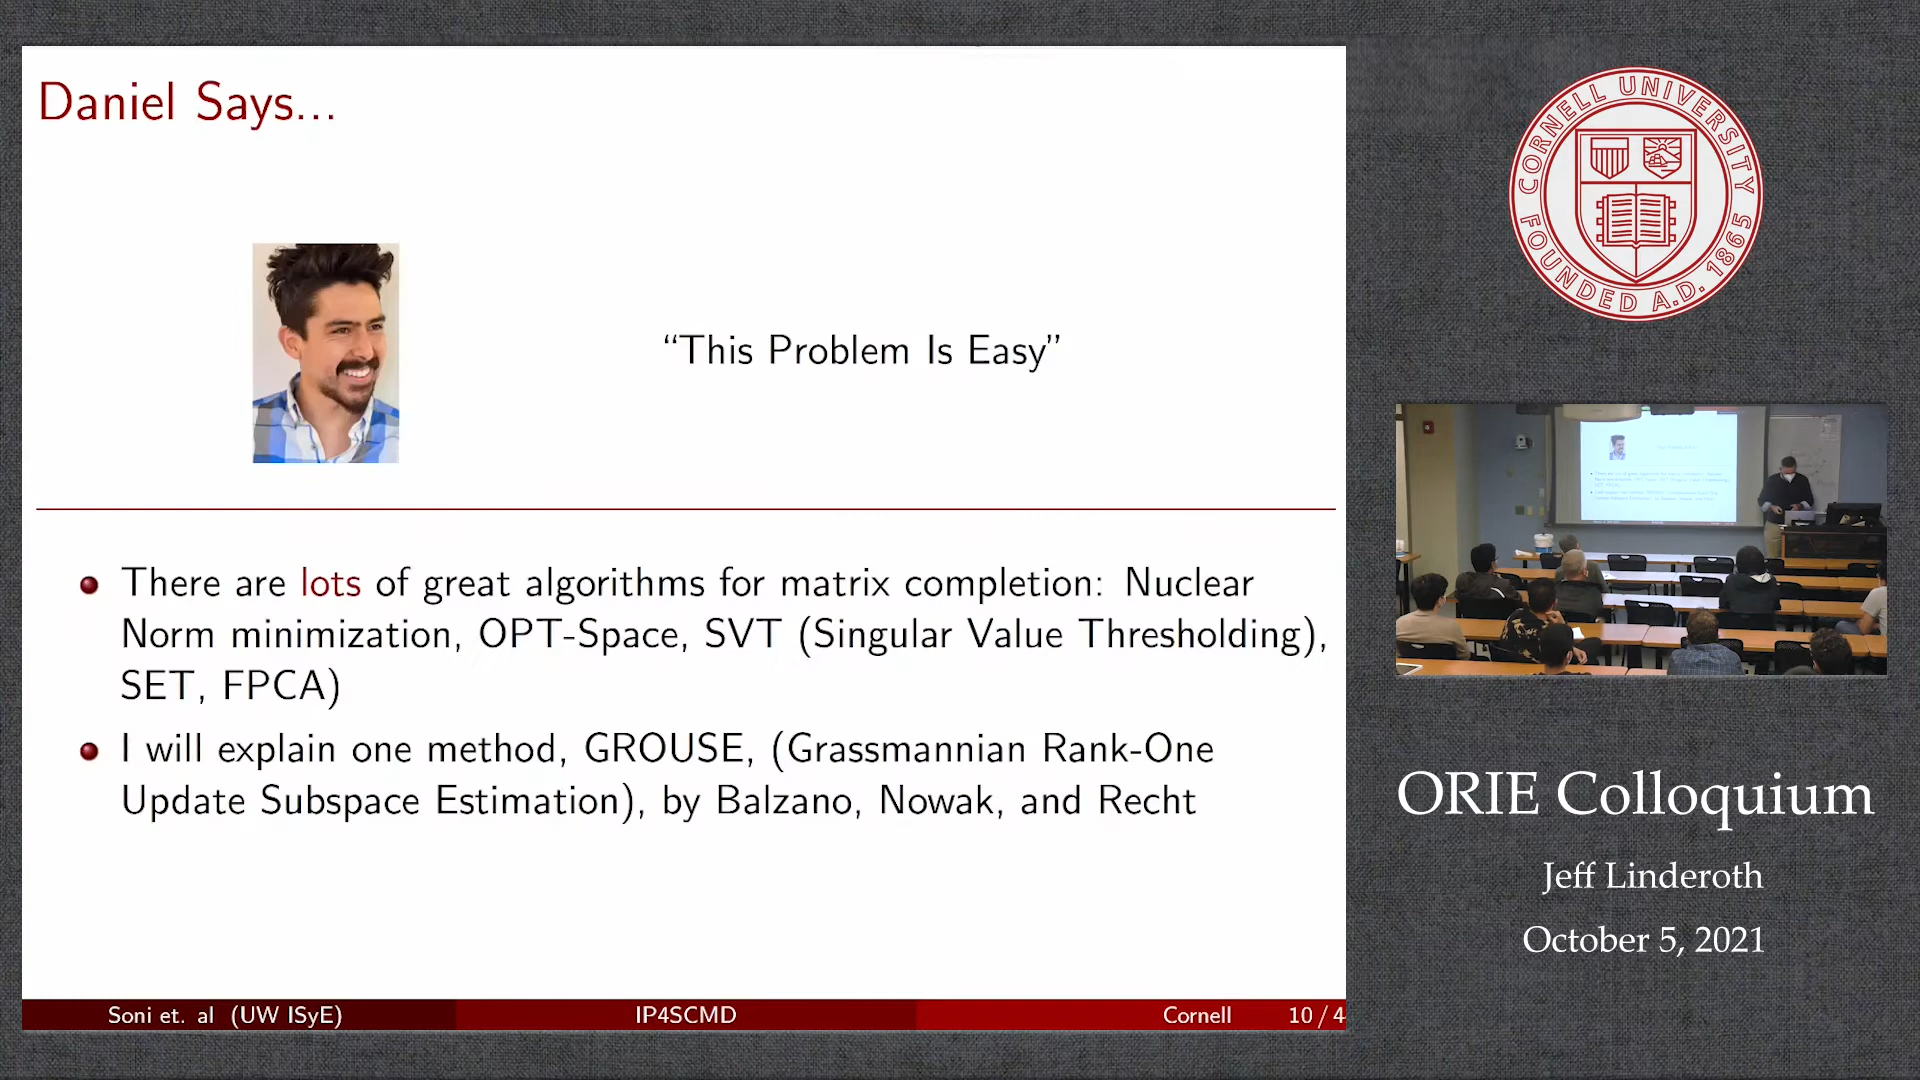 Daniel Says...
“This Problem Is Easy”
There are lots of great algorithms for matrix completion: Nuclear
Norm minimization, OPT-Space, SVT (Singular Value Thresholding),
SET, FPCA)
I will explain one method, GROUSE, (Grassmannian Rank-One
Update Subspace Estimation), by Balzano, Nowak, and Recht
Soni et. al (UW ISyE)
IP4SCMD
Cornell
10 / 4
CORNELL UNIVERSITY
FOUNDED A.D. 1865
ORIE Colloquium
Jeff Linderoth
October 5, 2021